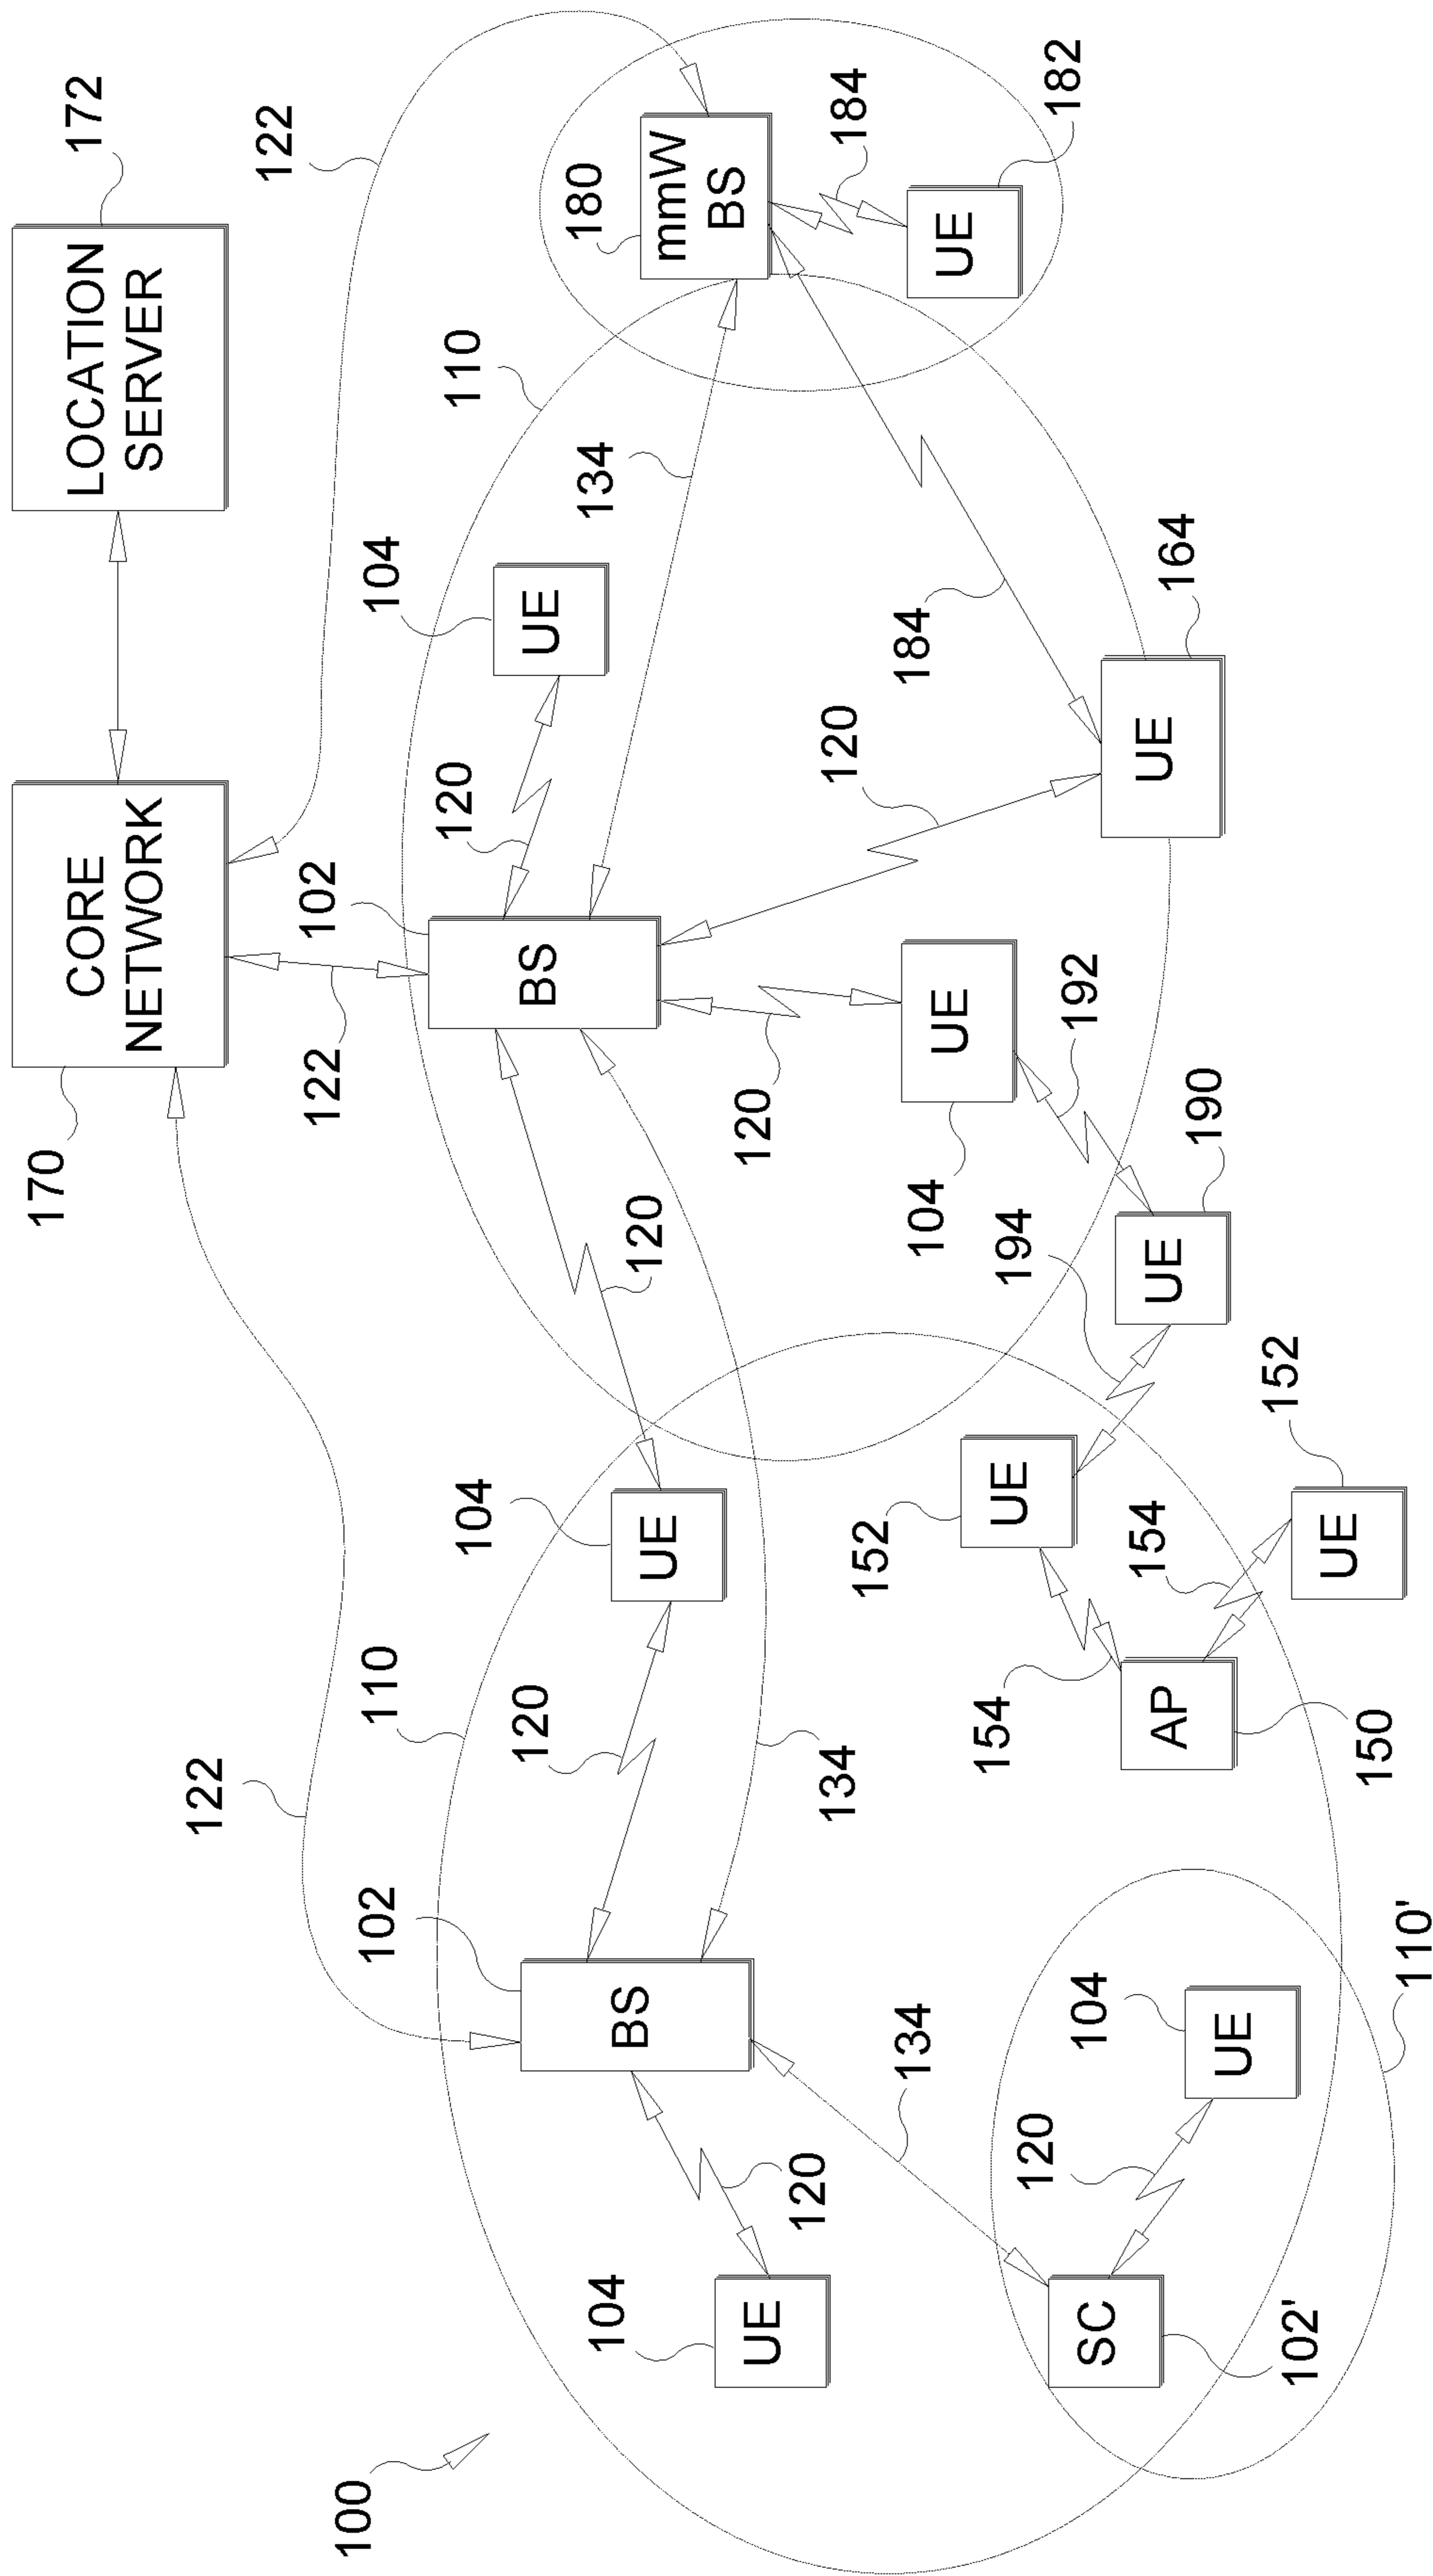 170
CORE
NETWORK
LOCATION
SERVER
172
122
122
100
122
102
102
110
104
120
110
104
BS
UE
120
180
134
104
BS
120
UE
mmW
BS
120
UE
120
134
120
184
152
134
184
104
UE
UE
194
UE
154
120
182
192
104
SC
154
UE
UE
AP
164
190
UE
152
102'
UE
150
110'